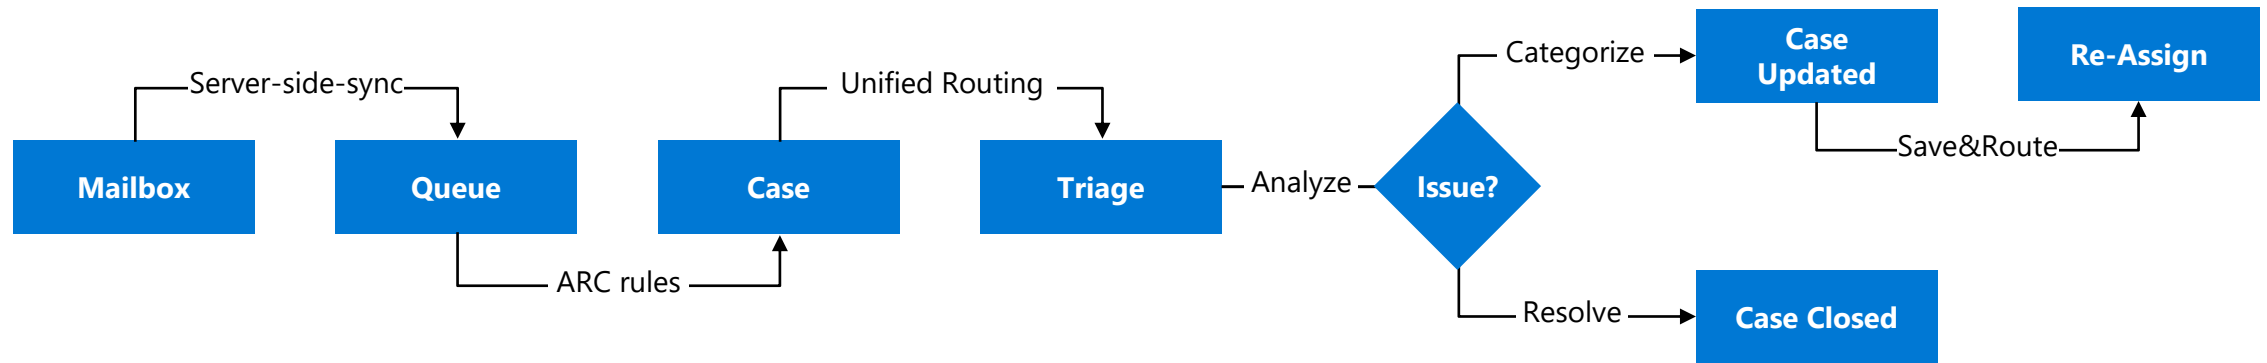 Mailbox
Server-side-sync
Queue
ARC rules
Case
Unified Routing
Triage
Analyze
Issue?
Categorize
Case
Updated
Save&Route
Re-Assign
Resolve
Case Closed